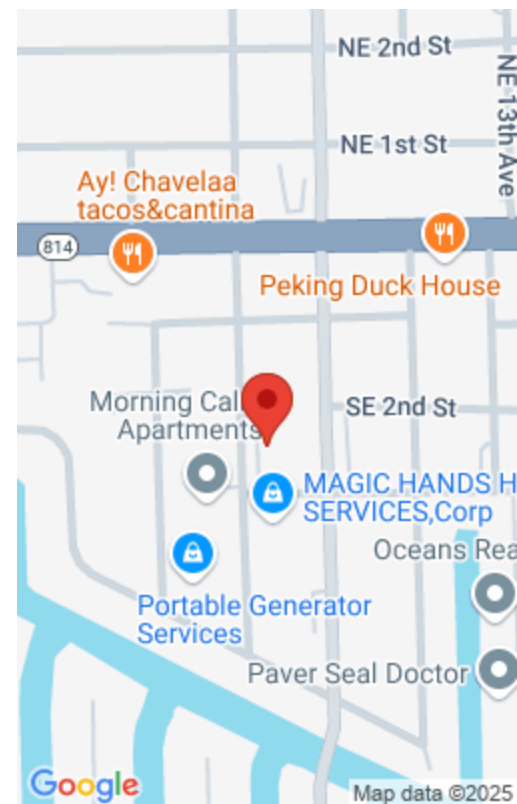 NE 2nd St
NE 13th Ave
NE 1st St
Ay! Chavelaa
tacos&cantina
814
Peking Duck House
Morning Cal
Apartments
SE 2nd St
MAGIC HANDS H
SERVICES,Corp
Oceans Rea
Portable Generator
Services
Paver Seal Doctor
Google
Map data ©2025